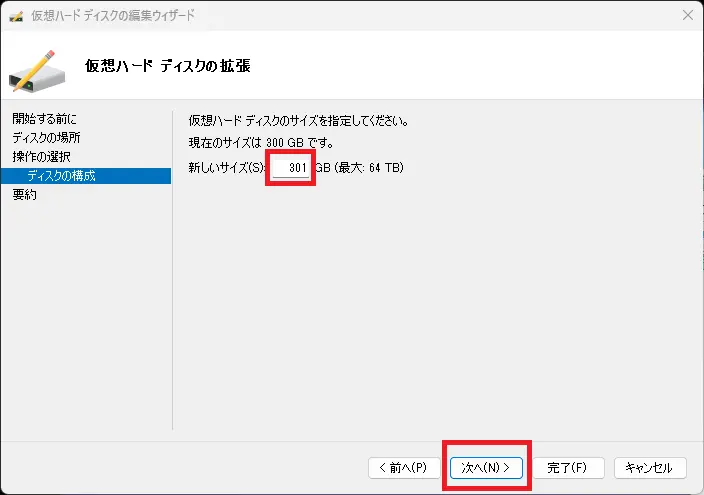 仮想ハード ディスクの編集ウィザード
仮想ハード ディスクの拡張
開始する前に
ディスクの場所
操作の選択
ディスクの構成
要約
仮想ハード ディスクのサイズを指定してください。
現在のサイズは 300 GB です。
新しいサイズ(S): 301 GB (最大: 64 TB)
< 前へ(P) 次へ(N) > 完了(F) キャンセル